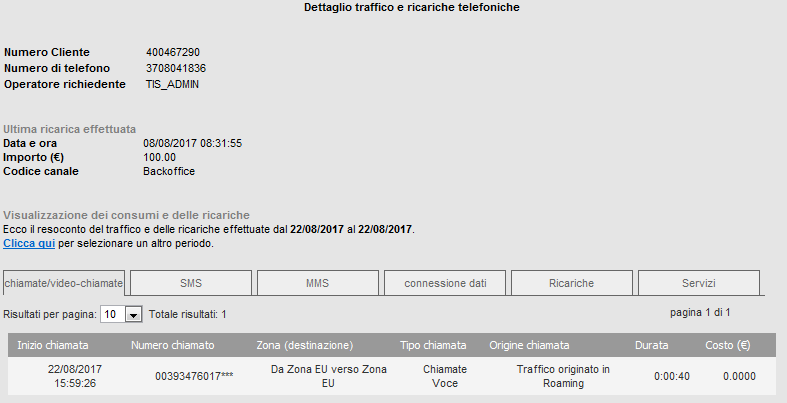 Dettaglio traffico e ricariche telefoniche
Numero Cliente 400467290
Numero di telefono 3708041836
Operatore richiedente TIS_ADMIN
Ultima ricarica effettuata
Data e ora 08/08/2017 08:31:55
Importo (€) 100.00
Codice canale Backoffice
Visualizzazione dei consumi e delle ricariche
Ecco il resoconto del traffico e delle ricariche effettuate dal 22/08/2017 al 22/08/2017.
Clicca qui per selezionare un altro periodo.
chiamate/video-chiamate SMS MMS connessione dati Ricariche Servizi
Risultati per pagina: 10 Totale risultati: 1 pagina 1 di 1
Inizio chiamata Numero chiamato Zona (destinazione) Tipo chiamata Origine chiamata Durata Costo (€)
22/08/2017 15:59:26 00393476017*** Da Zona EU verso Zona EU Chiamate Voce Traffico originato in Roaming 0:00:40 0.0000